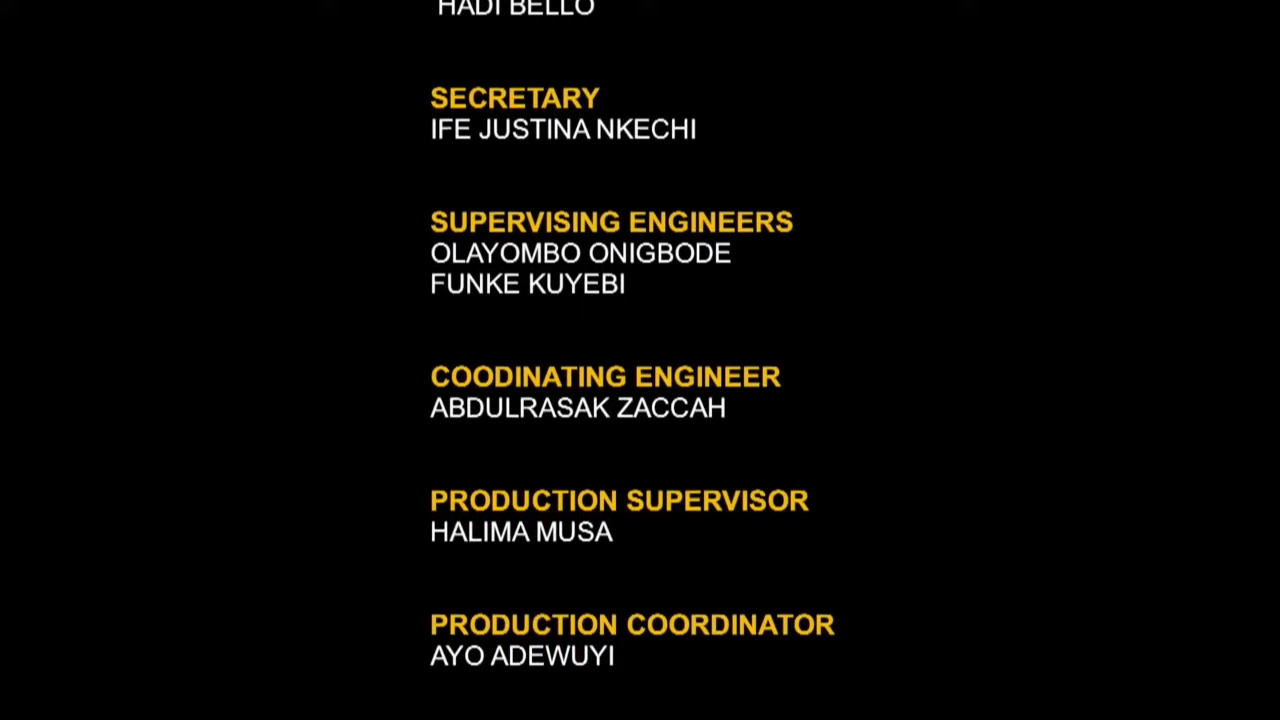 HADI BELLO
SECRETARY
IFE JUSTINA NKECHI
SUPERVISING ENGINEERS
OLAYOMBO ONIGBODE
FUNKE KUYEBI
COODINATING ENGINEER
ABDULRASAK ZACCAH
PRODUCTION SUPERVISOR
HALIMA MUSA
PRODUCTION COORDINATOR
AYO ADEWUYI